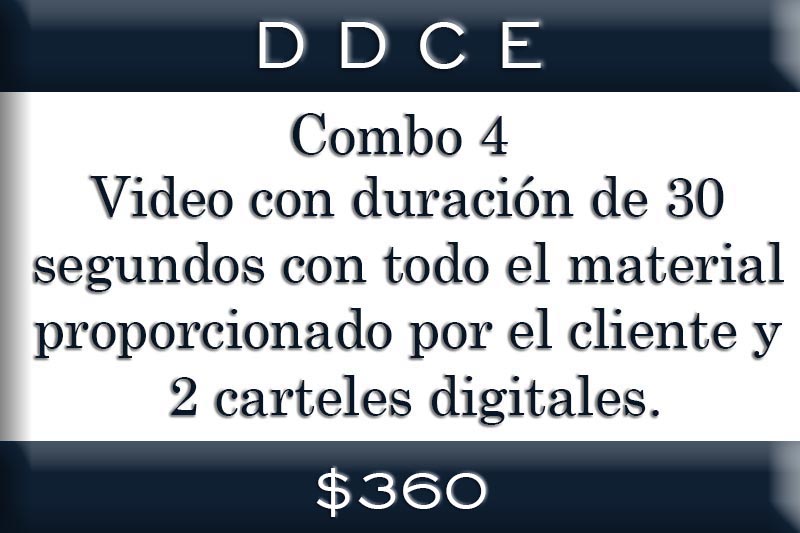 D D C E
Combo 4
Video con duración de 30
segundos con todo el material
proporcionado por el cliente y
2 carteles digitales.
$360